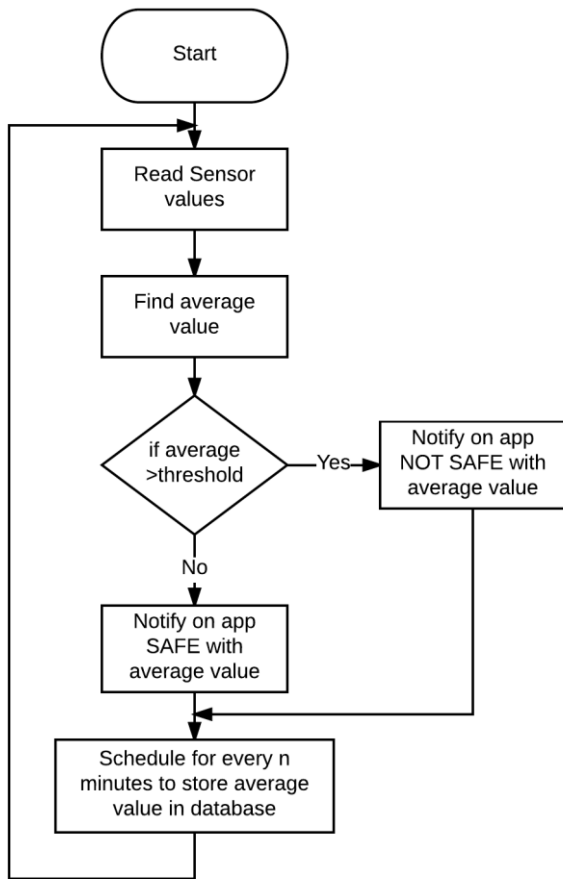 Start
Read Sensor
values
Find average
value
if average
>threshold
Yes
Notify on app
NOT SAFE with
average value
No
Notify on app
SAFE with
average value
Schedule for every n
minutes to store average
value in database